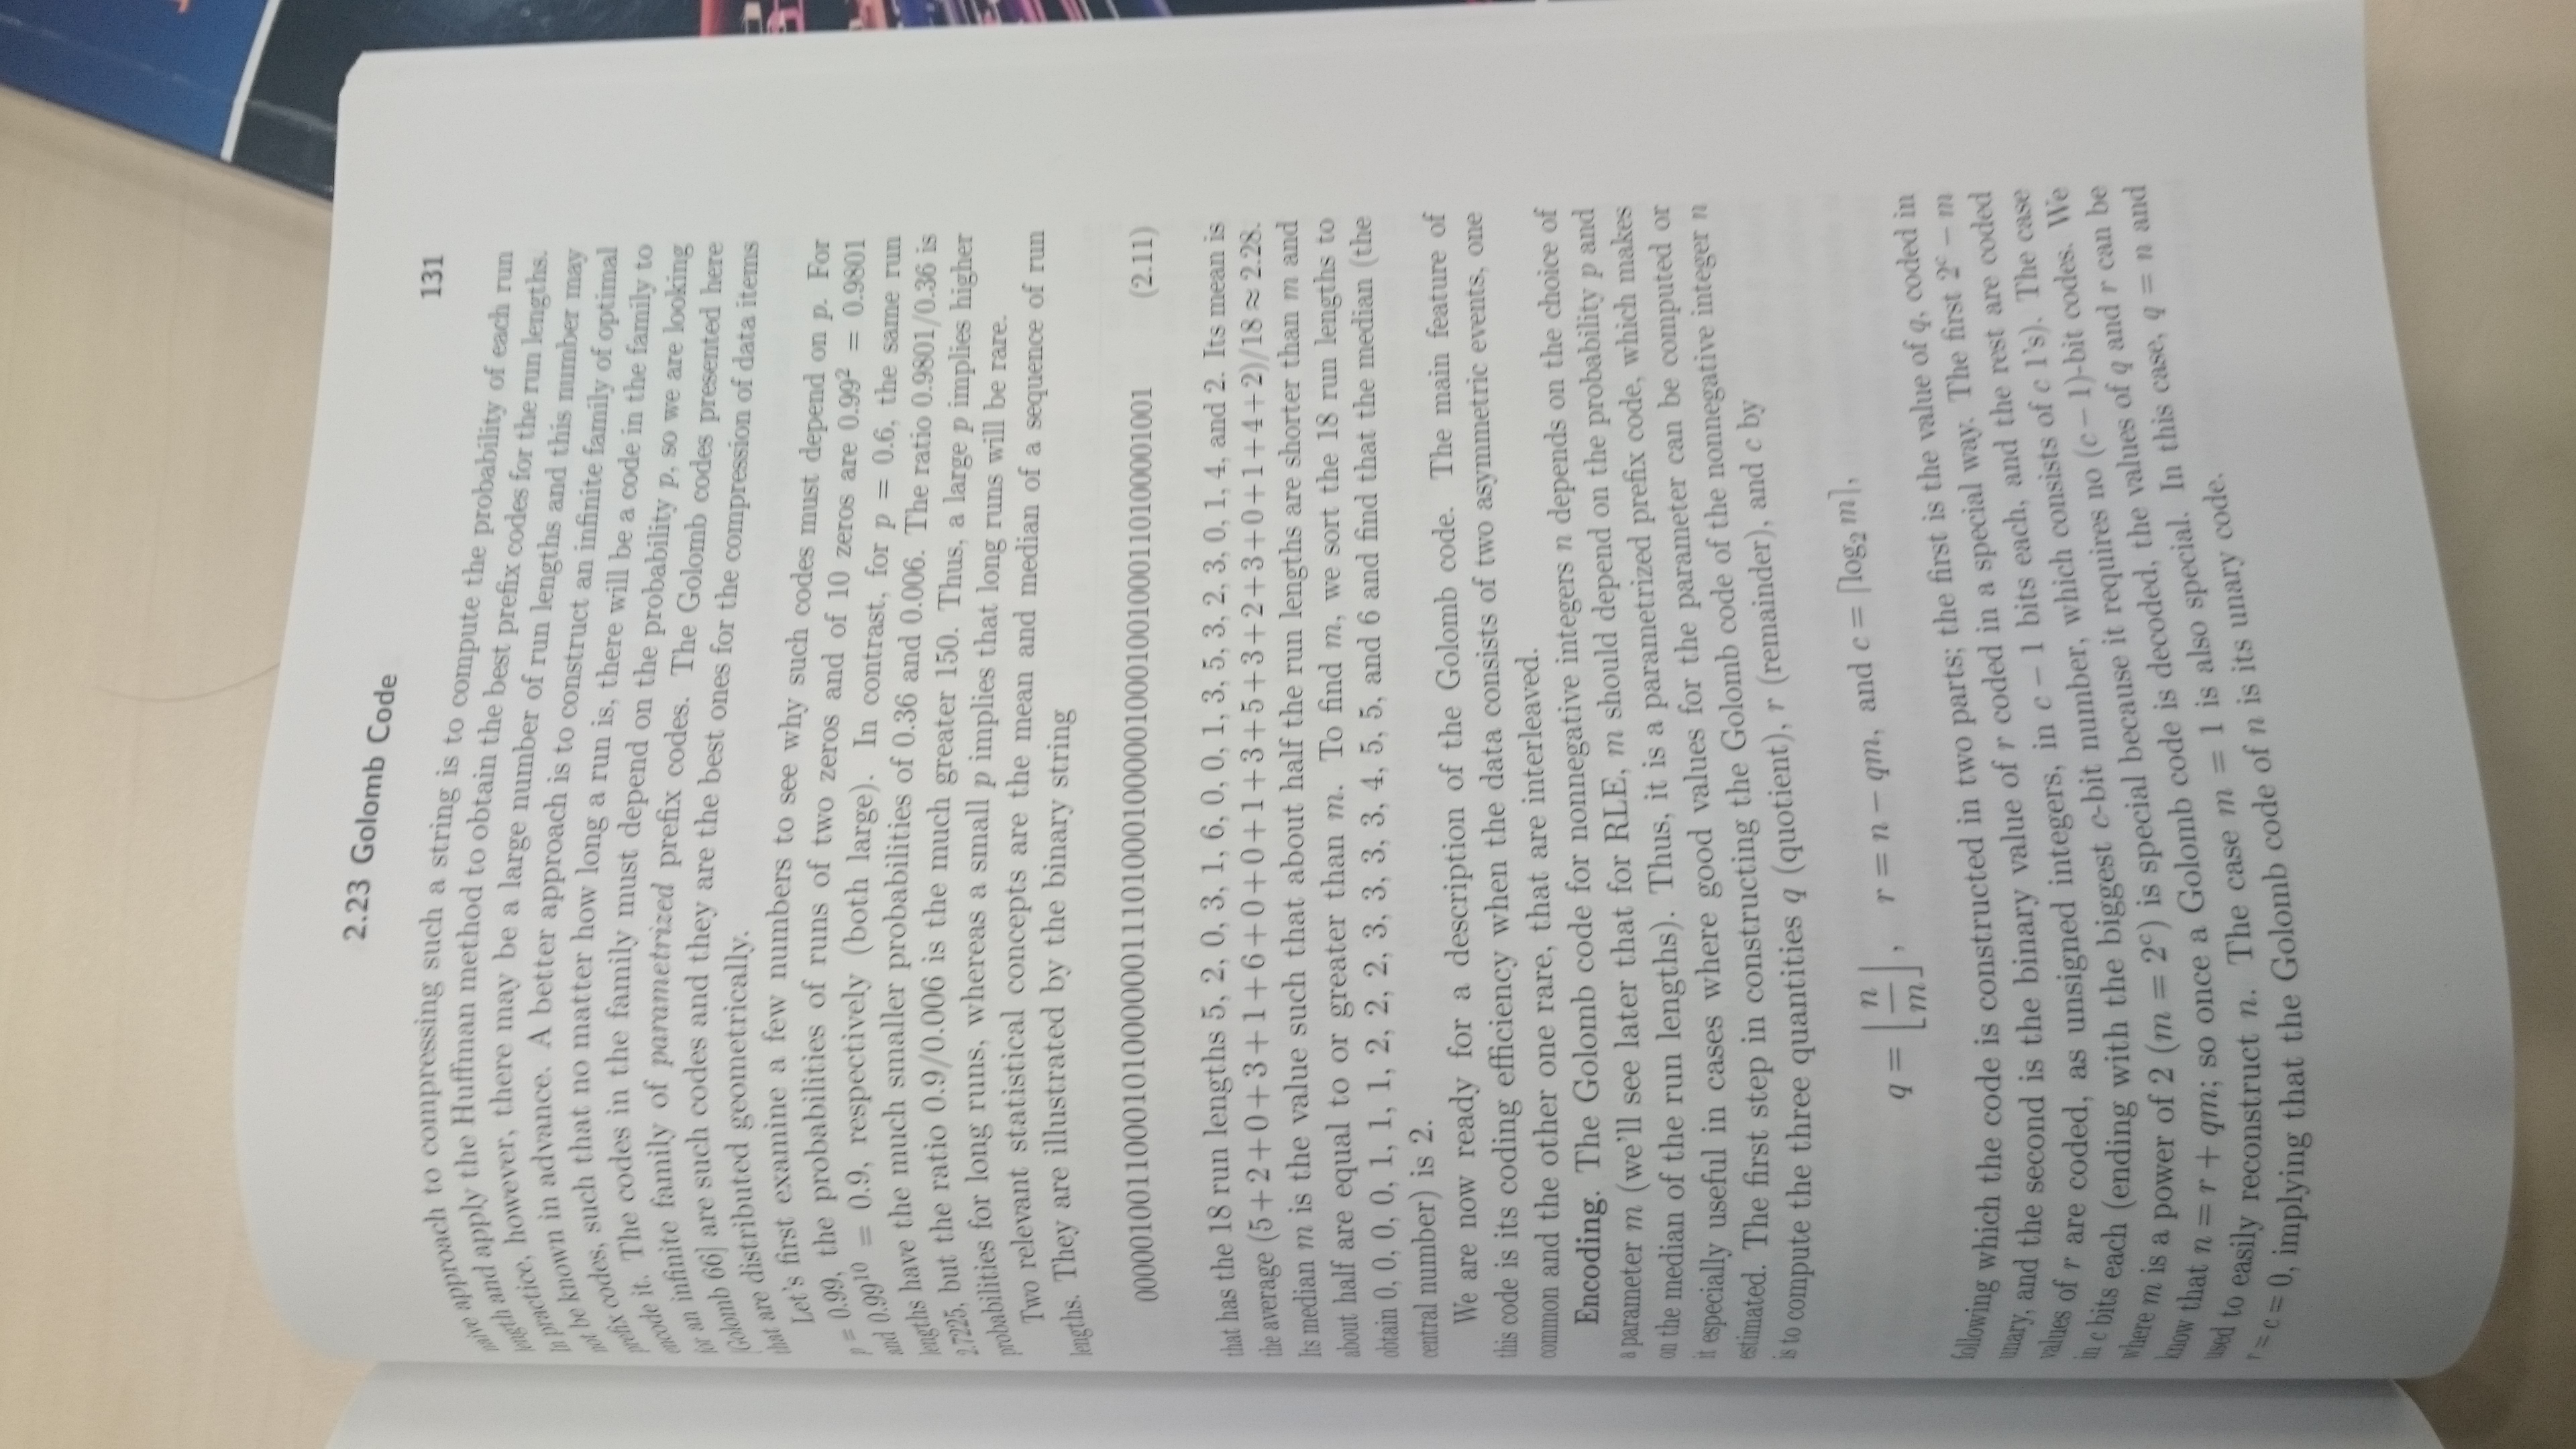 2.23 Golomb Code
131
naive approach to compressing such a string is to compute the probability of each run
length and apply the Huffman method to obtain the best prefix codes for the run lengths.
In practice, however, there may be a large number of run lengths and this number may
not be known in advance. A better approach is to construct an infinite family of optimal
prefix codes, such that no matter how long a run is, there will be a code in the family to
encode it. The codes in the family must depend on the probability p, so we are looking
for an infinite family of parametrized prefix codes. The Golomb codes presented here
[Golomb 66] are such codes and they are the best ones for the compression of data items
that are distributed geometrically.
Let's first examine a few numbers to see why such codes must depend on p. For
p = 0.99, the probabilities of runs of two zeros and of 10 zeros are 0.99² = 0.9801
and 0.99¹⁰ = 0.9, respectively (both large). In contrast, for p = 0.6, the same run
lengths have the much smaller probabilities of 0.36 and 0.006. The ratio 0.9801/0.36 is
2.7225, but the ratio 0.9/0.006 is the much greater 150. Thus, a large p implies higher
probabilities for long runs, whereas a small p implies that long runs will be rare.
Two relevant statistical concepts are the mean and median of a sequence of run
lengths. They are illustrated by the binary string
00000100110001010000001110100010000010001001000110100001001 (2.11)
that has the 18 run lengths 5, 2, 0, 3, 1, 6, 0, 0, 1, 3, 5, 3, 2, 3, 0, 1, 4, and 2. Its mean is
the average (5+2+0+3+1+6+0+0+1+3+5+3+2+3+0+1+4+2)/18 ≈ 2.28.
Its median m is the value such that about half the run lengths are shorter than m and
about half are equal to or greater than m. To find m, we sort the 18 run lengths to
obtain 0, 0, 0, 0, 1, 1, 1, 2, 2, 2, 3, 3, 3, 3, 4, 5, 5, and 6 and find that the median (the
central number) is 2.
We are now ready for a description of the Golomb code. The main feature of
this code is its coding efficiency when the data consists of two asymmetric events, one
common and the other one rare, that are interleaved.
Encoding. The Golomb code for nonnegative integers n depends on the choice of
a parameter m (we'll see later that for RLE, m should depend on the probability p and
on the median of the run lengths). Thus, it is a parametrized prefix code, which makes
it especially useful in cases where good values for the parameter can be computed or
estimated. The first step in constructing the Golomb code of the nonnegative integer n
is to compute the three quantities q (quotient), r (remainder), and c by
q = ⌊n/m⌋, r = n − qm, and c = ⌈log₂ m⌉,
following which the code is constructed in two parts; the first is the value of q, coded in
unary, and the second is the binary value of r coded in a special way. The first 2ᶜ − m
values of r are coded, as unsigned integers, in c − 1 bits each, and the rest are coded
in c bits each (ending with the biggest c-bit number, which consists of c 1's). The case
where m is a power of 2 (m = 2ᶜ) is special because it requires no (c − 1)-bit codes. We
know that n = r + qm; so once a Golomb code is decoded, the values of q and r can be
used to easily reconstruct n. The case m = 1 is also special. In this case, q = n and
r = c = 0, implying that the Golomb code of n is its unary code.